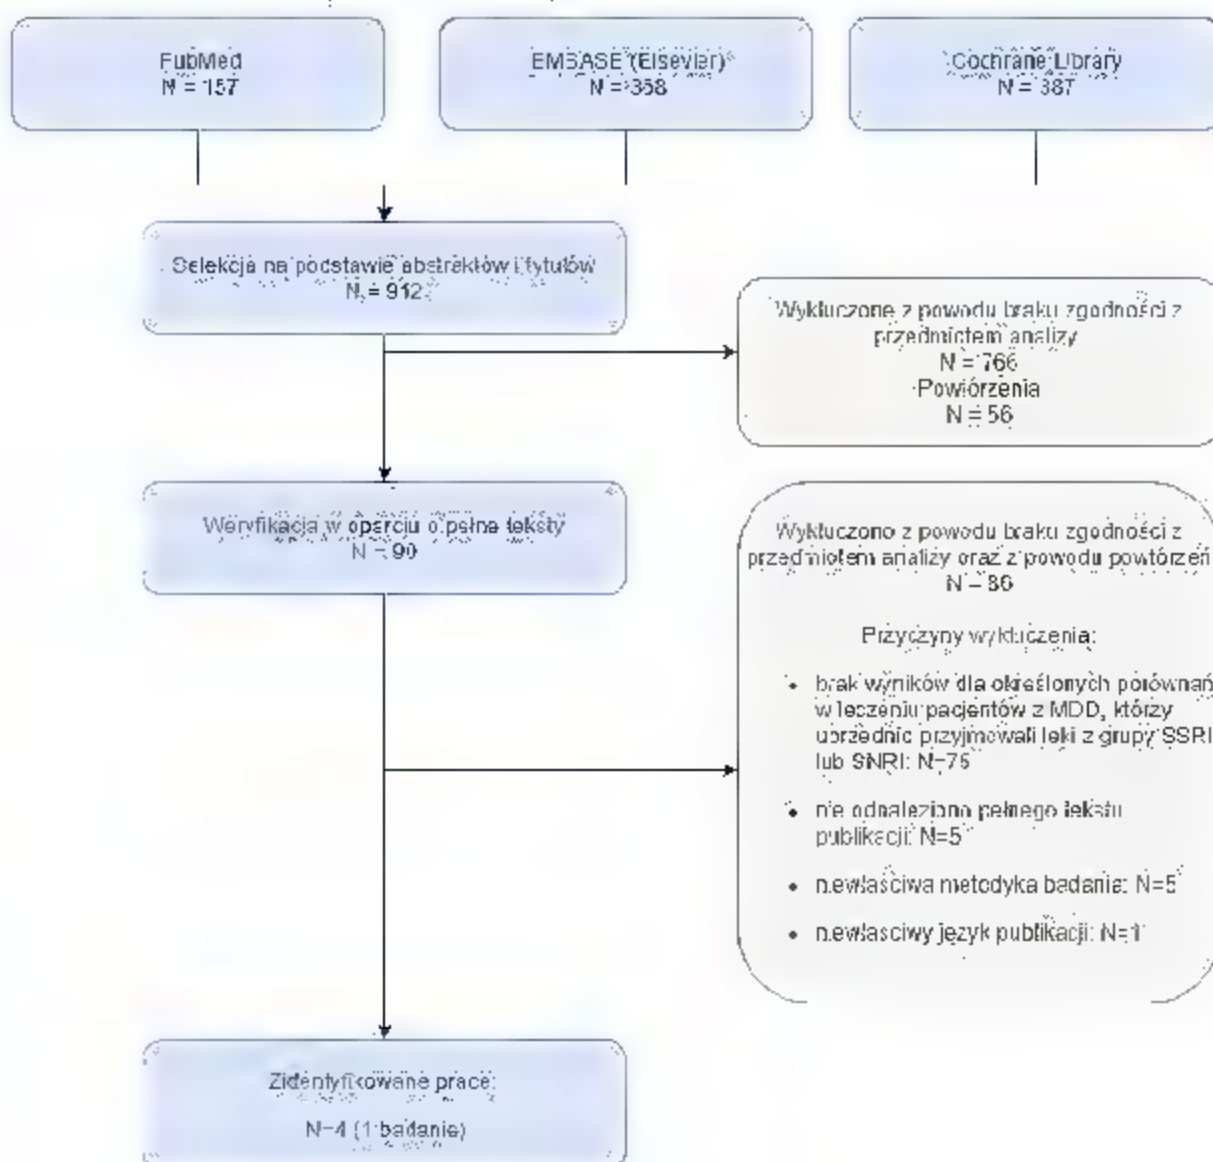 PubMed
N = 157
EMBASE (Elsevier)
N = 368
Cochrane Library
N = 387
Selekcja na podstawie abstraktów i tytułów
N = 912
Wykluczone z powodu braku zgodności z
przedmiotem analizy
N = 766
Powtórzenia
N = 56
Weryfikacja w oparciu o pełne teksty
N = 90
Wykluczono z powodu braku zgodności z
przedmiotem analizy oraz z powodu powtórzeń
N = 86
Przyczyny wykluczenia:
• brak wyników dla określonych porównań
w leczeniu pacjentów z MDD, którzy
uprzednio przyjmowali leki z grupy SSRI
lub SNRI: N=75
• nie odnaleziono pełnego tekstu
publikacji: N=5
• niewłaściwa metodyka badania: N=5
• niewłaściwy język publikacji: N=1
Zidentyfikowane prace:
N=4 (1 badanie)